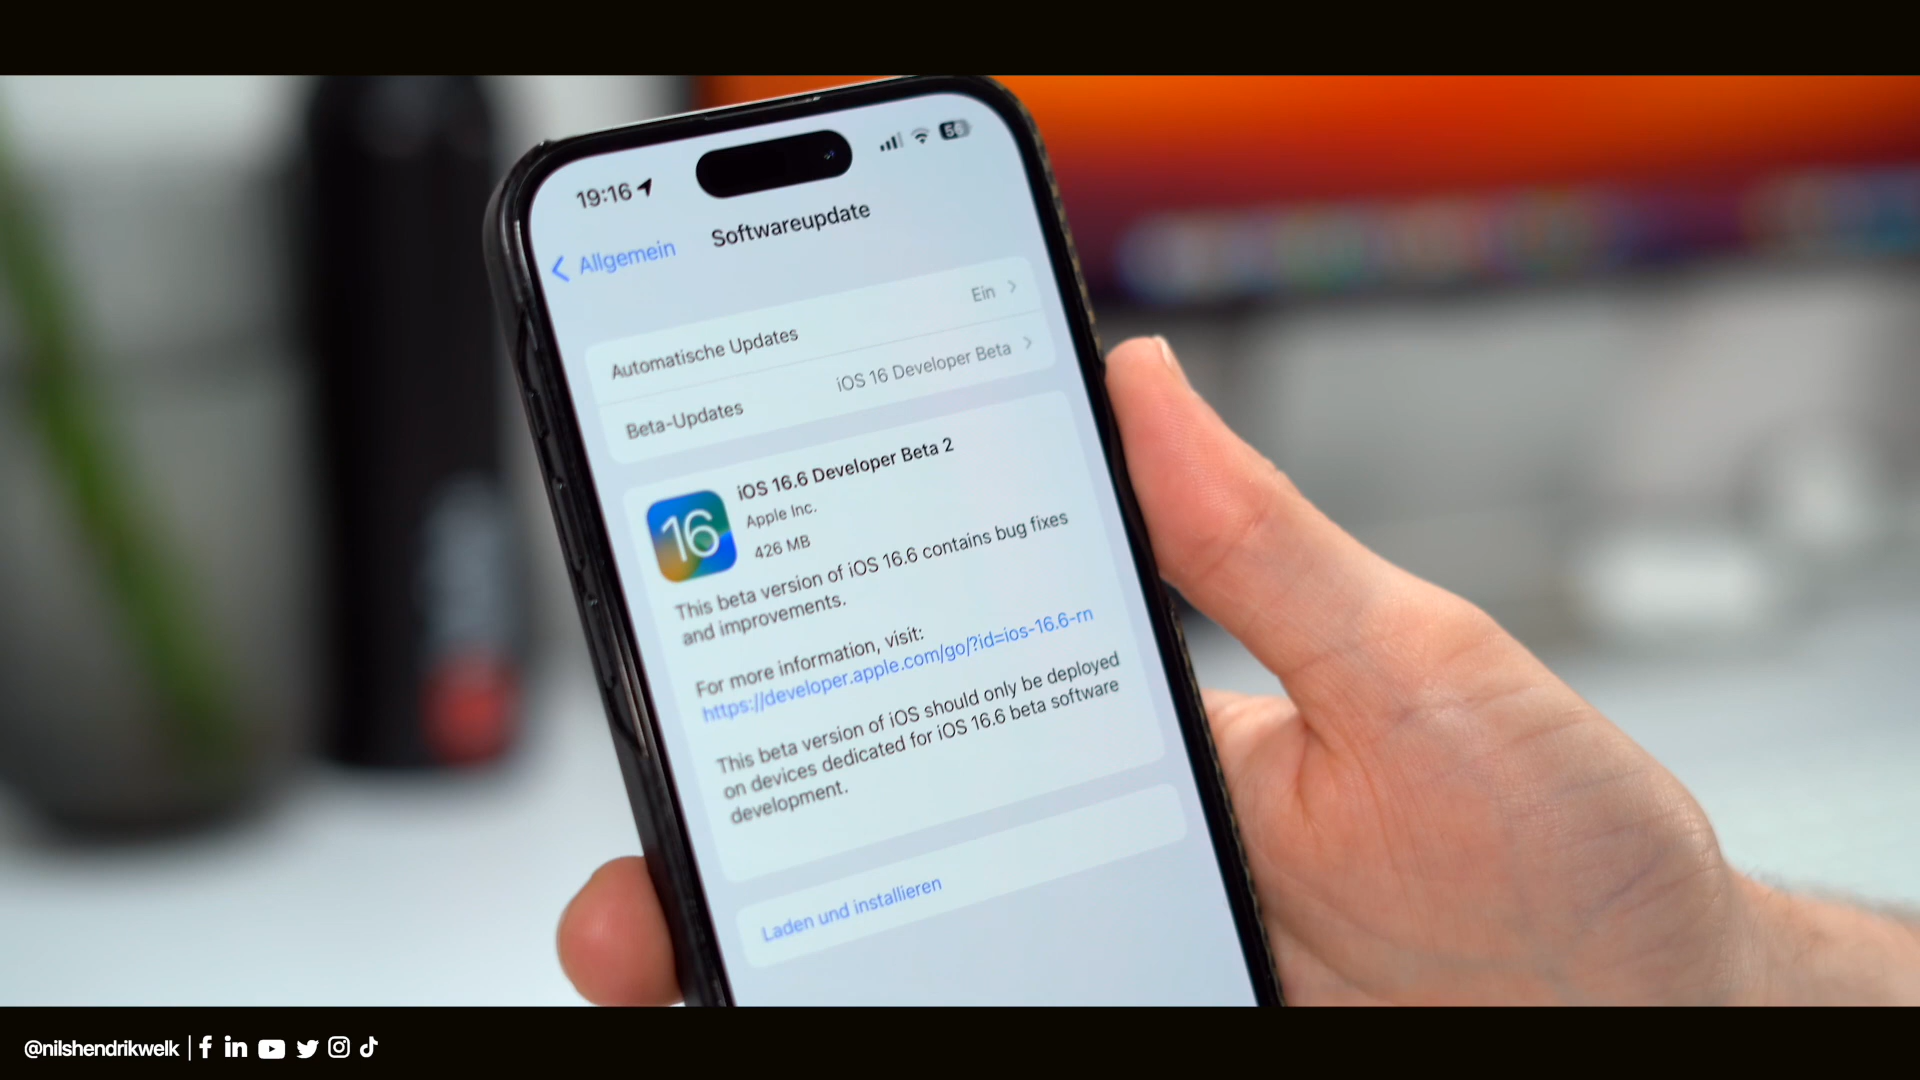 19:16
56
Allgemein
Softwareupdate
Automatische Updates
Ein
Beta-Updates
iOS 16 Developer Beta
16
iOS 16.6 Developer Beta 2
Apple Inc.
426 MB
This beta version of iOS 16.6 contains bug fixes
and improvements.
For more information, visit:
https://developer.apple.com/go/?id=ios-16.6-rn
This beta version of iOS should only be deployed
on devices dedicated for iOS 16.6 beta software
development.
Laden und installieren
@nilshendrikwelk